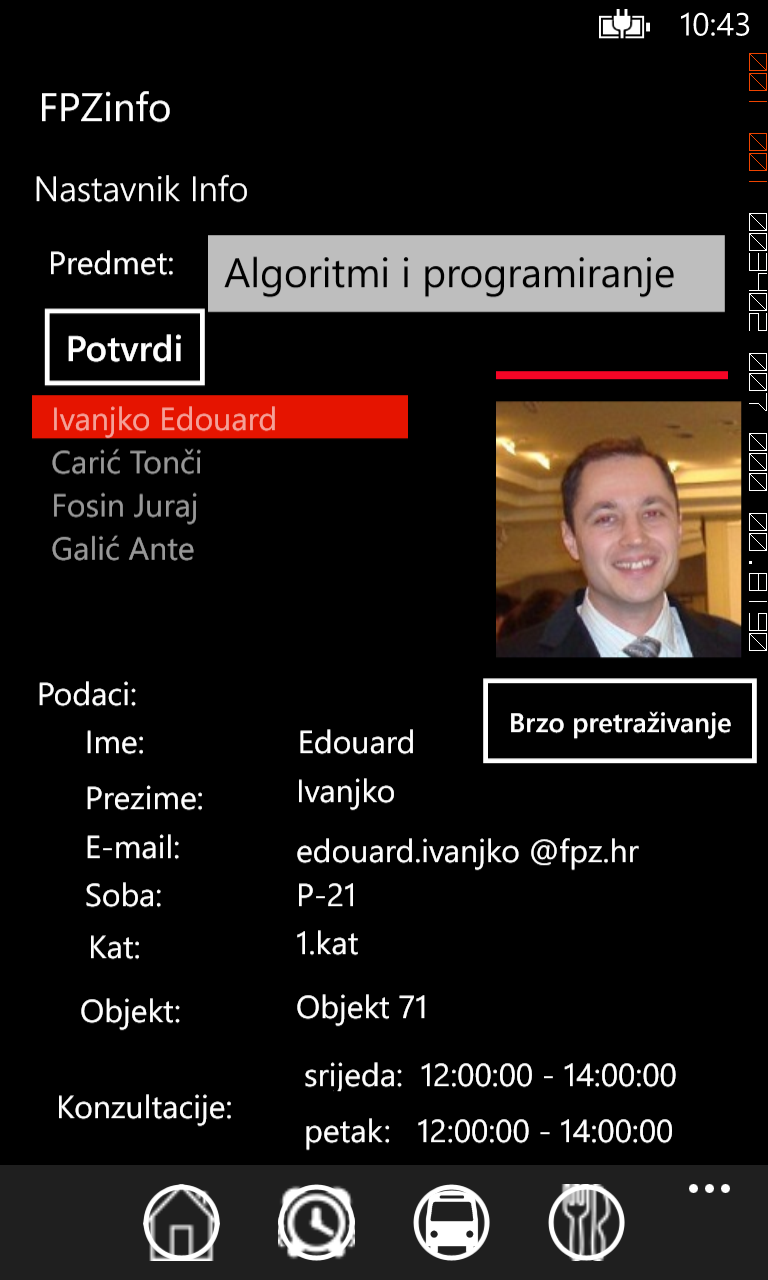 10:43
FPZinfo
Nastavnik Info
Predmet: Algoritmi i programiranje
Potvrdi
Ivanjko Edouard
Carić Tonči
Fosin Juraj
Galić Ante
Podaci:
Brzo pretraživanje
Ime: Edouard
Prezime: Ivanjko
E-mail: edouard.ivanjko @fpz.hr
Soba: P-21
Kat: 1.kat
Objekt: Objekt 71
Konzultacije:
srijeda: 12:00:00 - 14:00:00
petak: 12:00:00 - 14:00:00